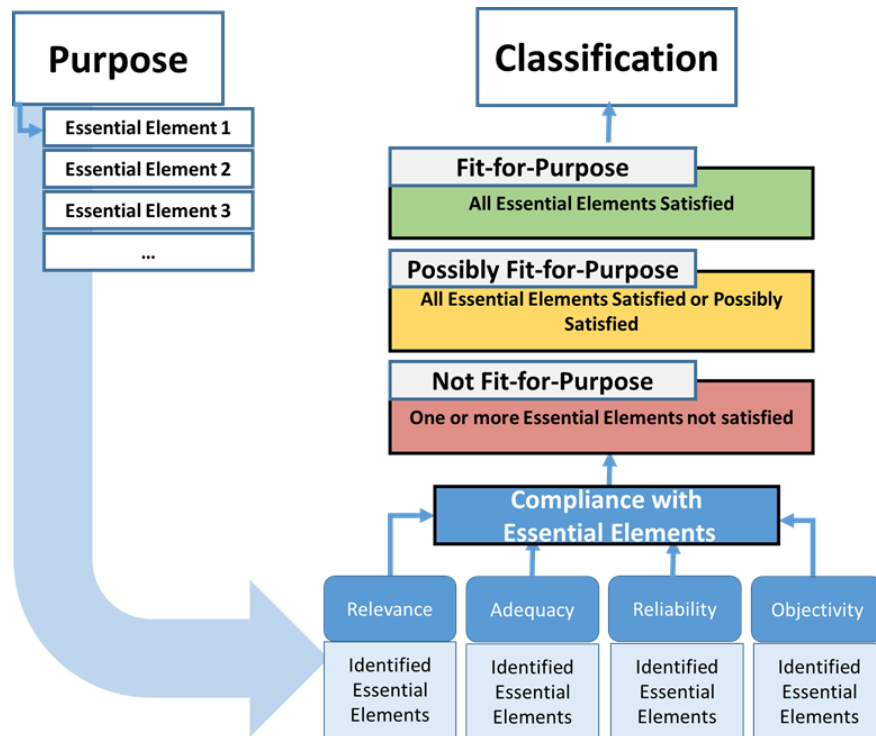 Purpose
Essential Element 1
Essential Element 2
Essential Element 3
...
Classification
Fit-for-Purpose
All Essential Elements Satisfied
Possibly Fit-for-Purpose
All Essential Elements Satisfied or Possibly
Satisfied
Not Fit-for-Purpose
One or more Essential Elements not satisfied
Compliance with
Essential Elements
Relevance
Identified
Essential
Elements
Adequacy
Identified
Essential
Elements
Reliability
Identified
Essential
Elements
Objectivity
Identified
Essential
Elements